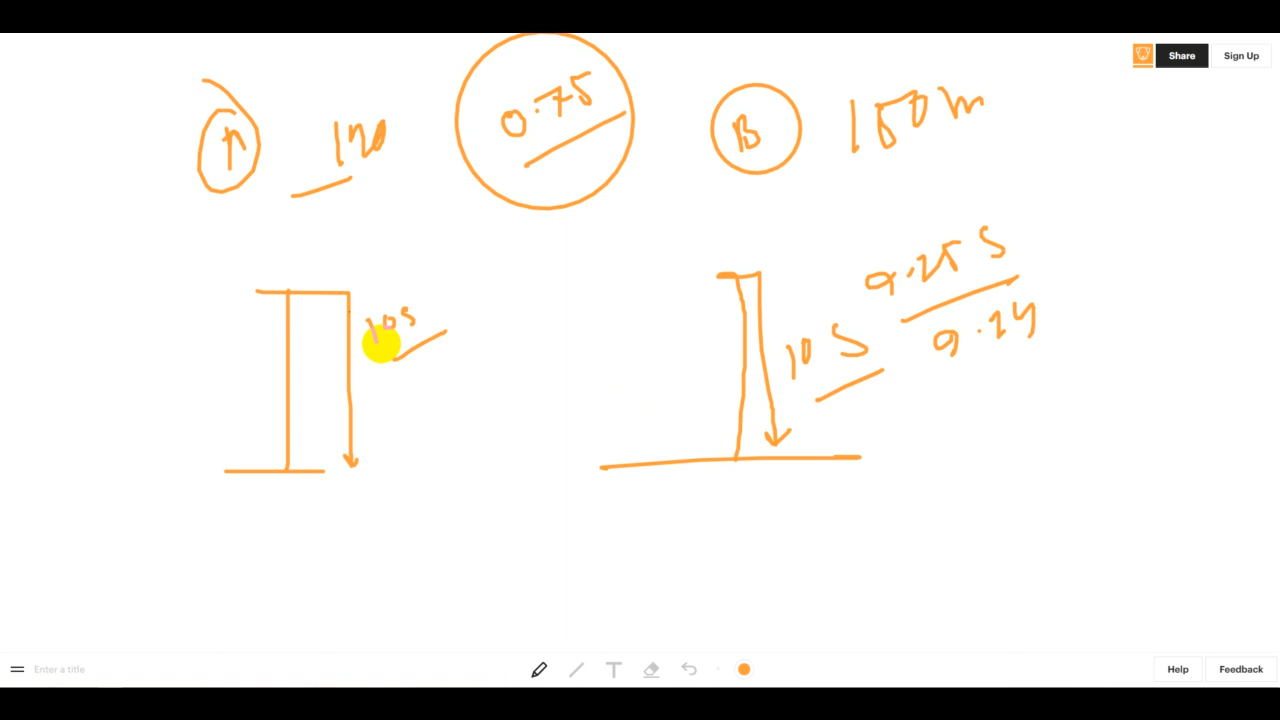 Share
Sign Up
A 120
0.75
B 150m
10s
10 S
9.25 S
9.24
Enter a title
T
Help
Feedback